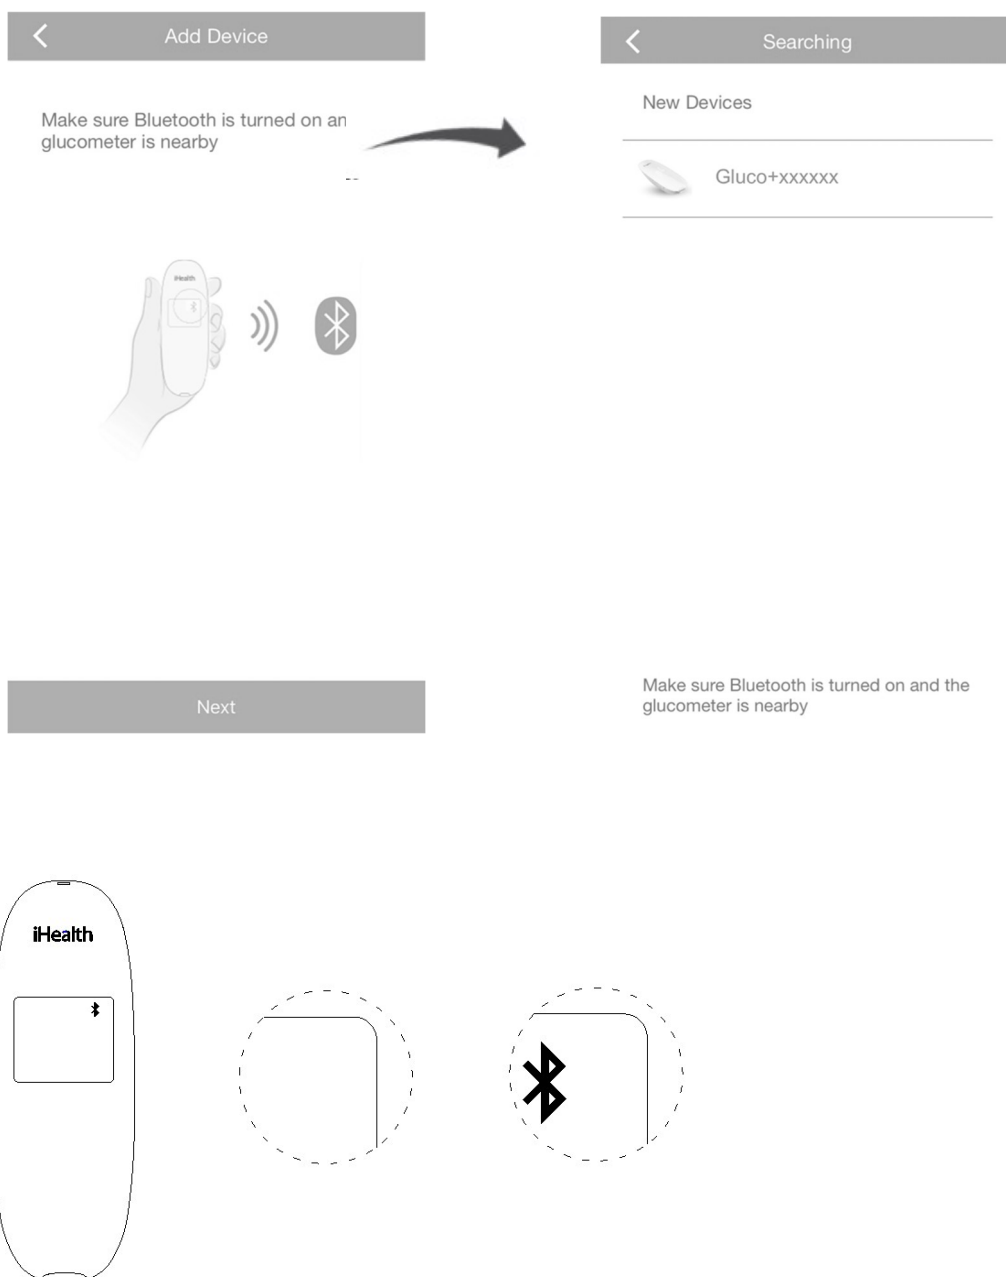 Add Device
Make sure Bluetooth is turned on an
glucometer is nearby
iHealth
Next
Searching
New Devices
Gluco+xxxxxx
Make sure Bluetooth is turned on and the
glucometer is nearby
iHealth